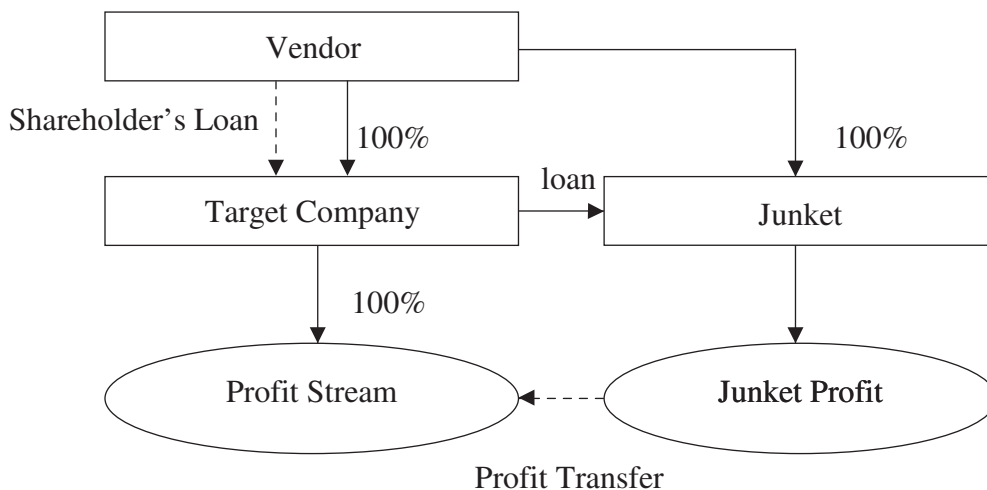 Vendor
Shareholder’s Loan
100%
100%
loan
Target Company
Junket
100%
Profit Stream
Junket Profit
Profit Transfer